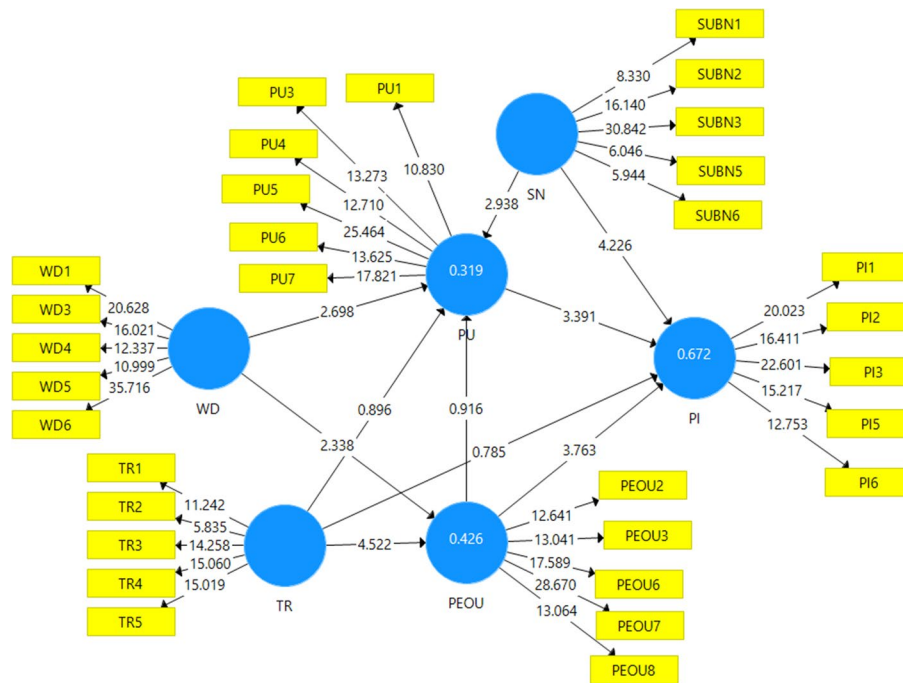 SUBN1
8.330
SUBN2
16.140
SUBN3
30.842
SUBN5
6.046
SUBN6
5.944
SN
PU3
PU1
PU4
PU5
PU6
PU7
13.273
10.830
12.710
25.464
13.625
17.821
0.319
PU
2.938
4.226
WD1
WD3
WD4
WD5
WD6
20.628
16.021
12.337
10.999
35.716
WD
2.698
3.391
0.672
PI
PI1
PI2
PI3
PI5
PI6
20.023
16.411
22.601
15.217
12.753
0.896
0.916
0.785
3.763
2.338
TR1
TR2
TR3
TR4
TR5
11.242
5.835
14.258
15.060
15.019
TR
4.522
0.426
PEOU
PEOU2
PEOU3
PEOU6
PEOU7
PEOU8
12.641
13.041
17.589
28.670
13.064